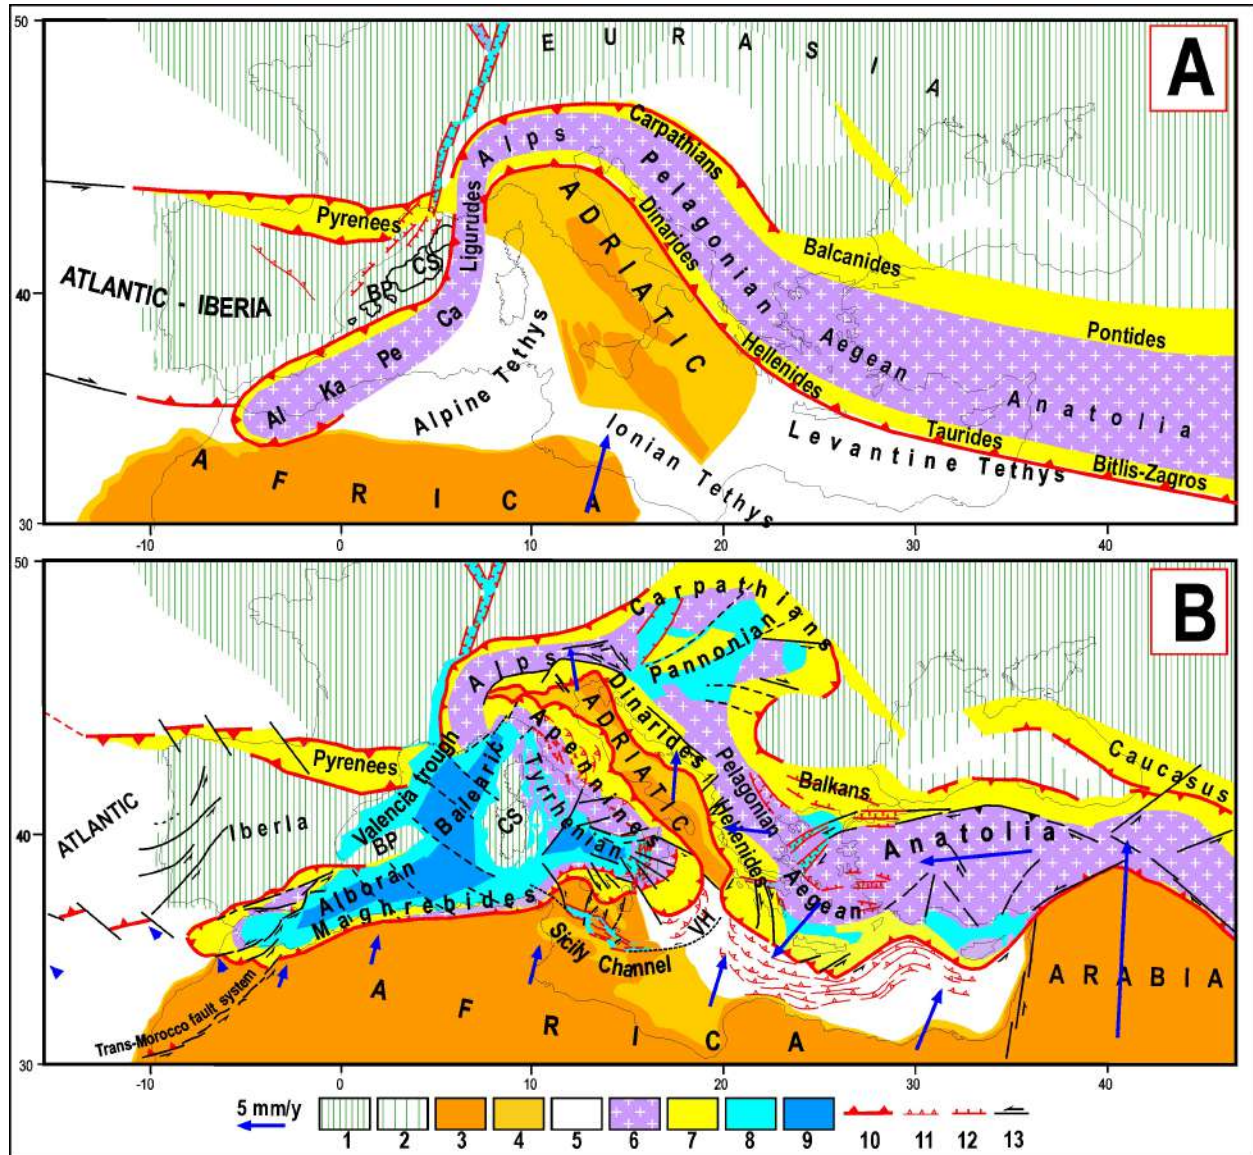 50
A
E U R A S I A
Alps
Carpathians
Pelagonian
Pyrenees
Ligurudes
ADRIATIC
Dinarides
CS
BP
Balcanides
40
ATLANTIC - IBERIA
Ca
Pe
Ka
Al
Alpine Tethys
Hellenides
Aegean
Pontides
Anatolia
Ionian Tethys
Levantine Tethys
Taurides
Bitlis-Zagros
AFRICA
30
-10 0 10 20 30 40
50
B
Carpathians
Pannonian
Alps
Dinarides
ADRIATIC
Apennines
Pyrenees
Valencia trough
Balearic
Tyrrhenian
CS
BP
Pelagonian
Hellenides
Balkans
Caucasus
ATLANTIC
Iberia
40
Anatolia
Aegean
Alboran
Maghrebides
VH
Sicily
Channel
ARABIA
AFRICA
Trans-Morocco fault system
30
-10 0 10 20 30 40
5 mm/y
1 2 3 4 5 6 7 8 9 10 11 12 13